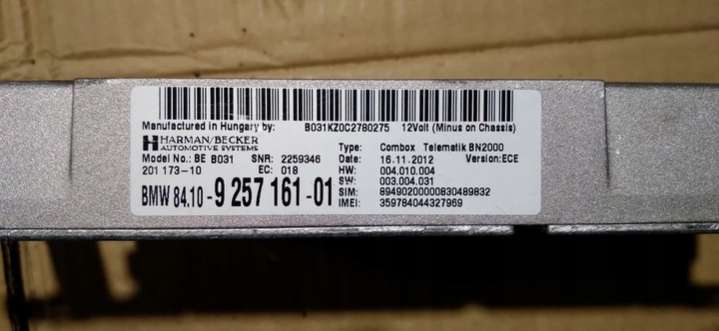 Manufactured in Hungary by: B031KZ0C2780275 12Volt (Minus on Chassis)
HARMAN/BECKER Type: Combox Telematik BN2000
AUTOMOTIVE SYSTEMS
Model No.: BE B031 SNR: 2259346 Date: 16.11.2012 Version:ECE
201 173-10 EC: 018 HW: 004.010.004
SW: 003.004.031
BMW 84.10-9 257 161-01 SIM: 89490200000830489832
IMEI: 359784044327969